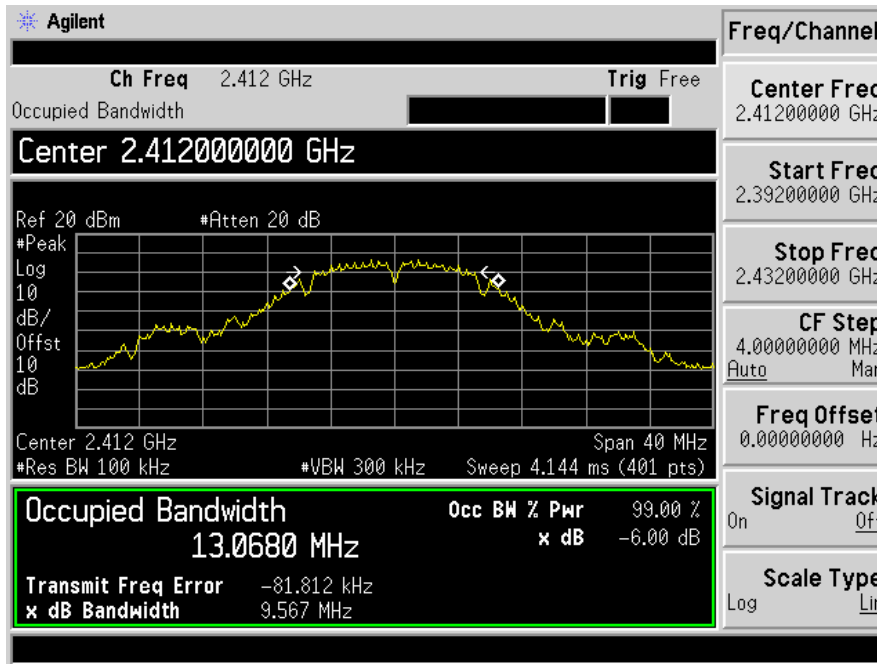 Agilent
Freq/Channel
Ch Freq 2.412 GHz Trig Free
Occupied Bandwidth
Center 2.412000000 GHz
Ref 20 dBm #Atten 20 dB
#Peak
Log
10
dB/
Offst
10
dB
Center 2.412 GHz Span 40 MHz
#Res BW 100 kHz #VBW 300 kHz Sweep 4.144 ms (401 pts)
Occupied Bandwidth
13.0680 MHz
Occ BW % Pwr 99.00 %
x dB -6.00 dB
Transmit Freq Error -81.812 kHz
x dB Bandwidth 9.567 MHz
Center Freq
2.41200000 GHz
Start Freq
2.39200000 GHz
Stop Freq
2.43200000 GHz
CF Step
4.00000000 MHz
Auto Man
Freq Offset
0.00000000 Hz
Signal Track
On Off
Scale Type
Log Lin